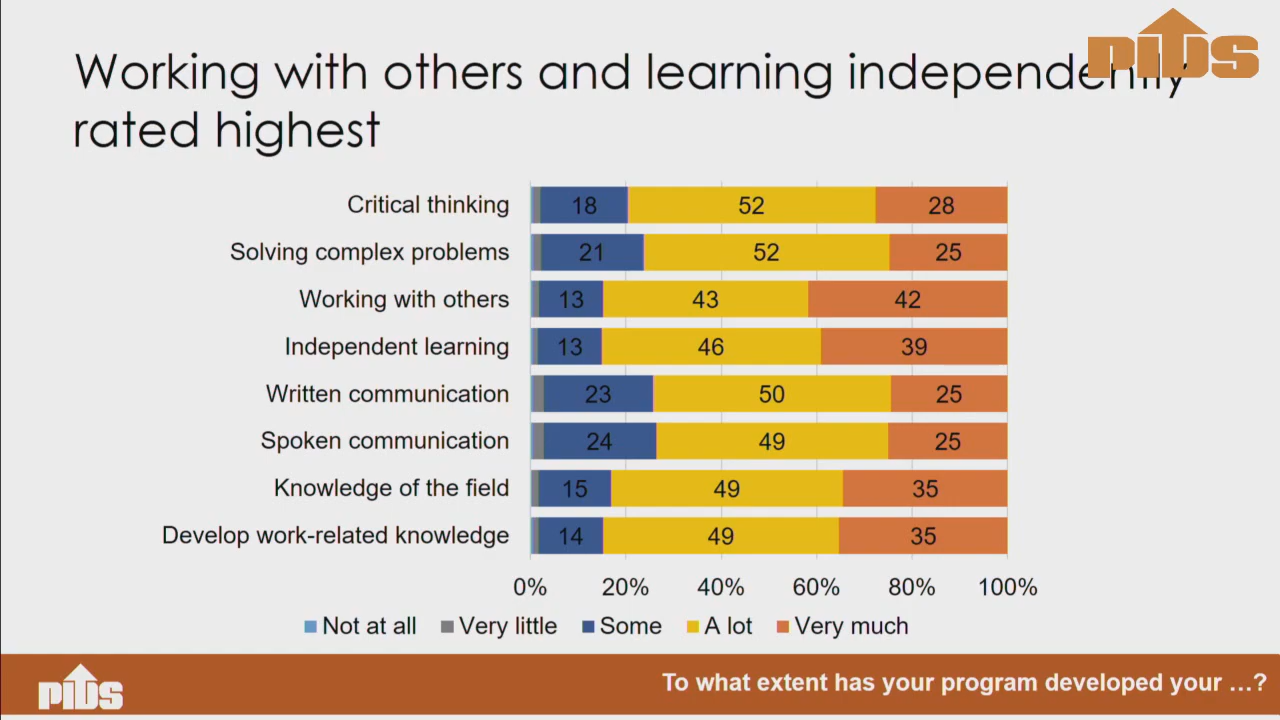 PIDS
Working with others and learning independently
rated highest
Critical thinking 18 52 28
Solving complex problems 21 52 25
Working with others 13 43 42
Independent learning 13 46 39
Written communication 23 50 25
Spoken communication 24 49 25
Knowledge of the field 15 49 35
Develop work-related knowledge 14 49 35
0% 20% 40% 60% 80% 100%
Not at all Very little Some A lot Very much
PIDS To what extent has your program developed your ...?